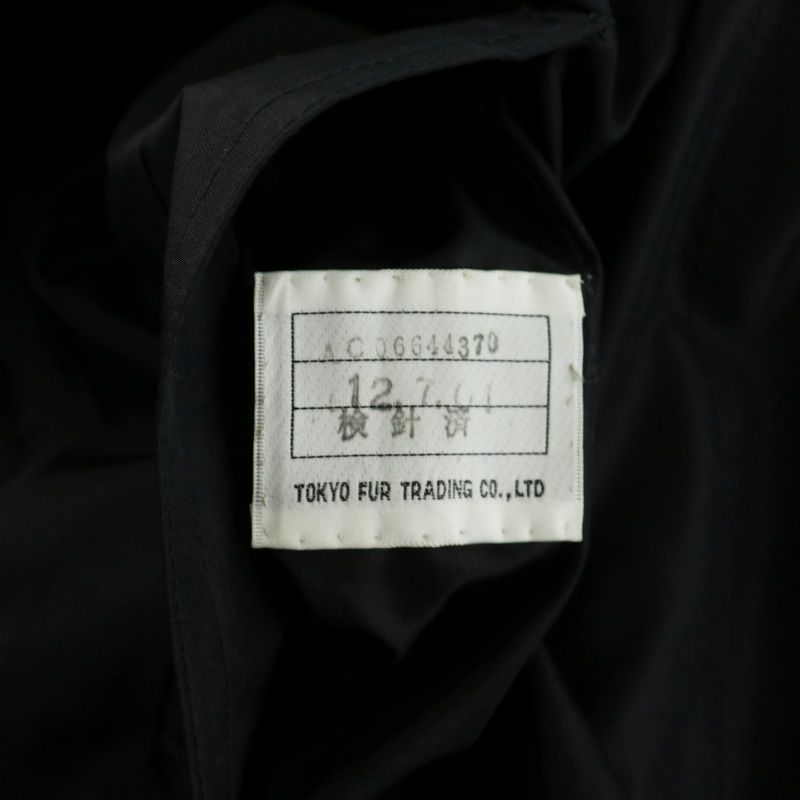 AC06644370
12.7.01
検針済
TOKYO FUR TRADING CO.,LTD